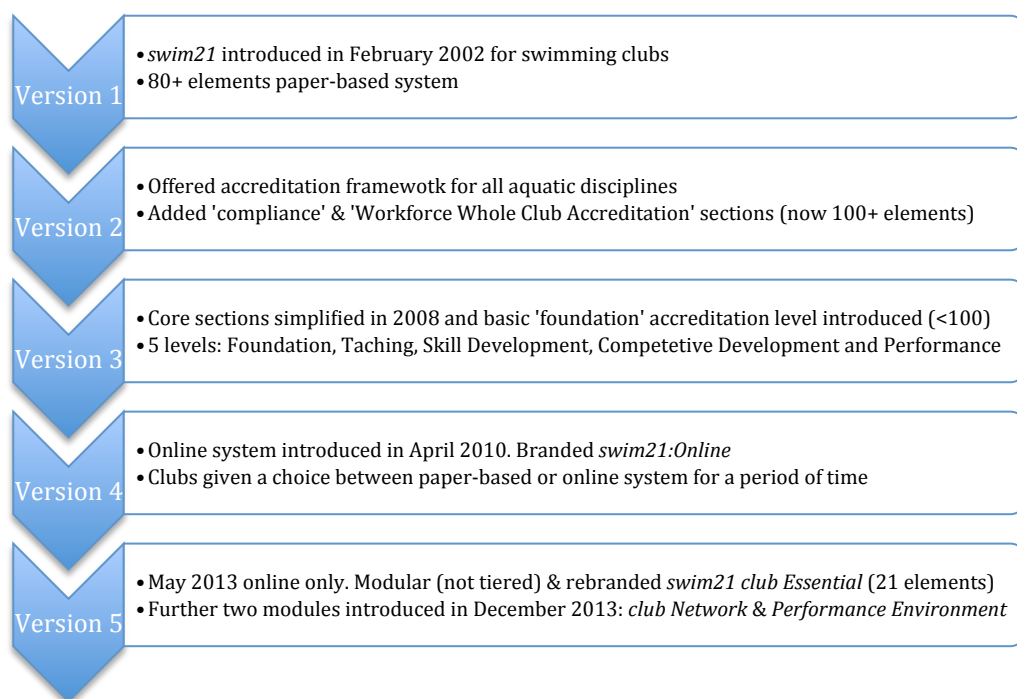 Version 1
•swim21 introduced in February 2002 for swimming clubs
•80+ elements paper-based system
Version 2
•Offered accreditation framewotk for all aquatic disciplines
•Added 'compliance' & 'Workforce Whole Club Accreditation' sections (now 100+ elements)
Version 3
•Core sections simplified in 2008 and basic 'foundation' accreditation level introduced (<100)
•5 levels: Foundation, Taching, Skill Development, Competetive Development and Performance
Version 4
•Online system introduced in April 2010. Branded swim21:Online
•Clubs given a choice between paper-based or online system for a period of time
Version 5
•May 2013 online only. Modular (not tiered) & rebranded swim21 club Essential (21 elements)
•Further two modules introduced in December 2013: club Network & Performance Environment